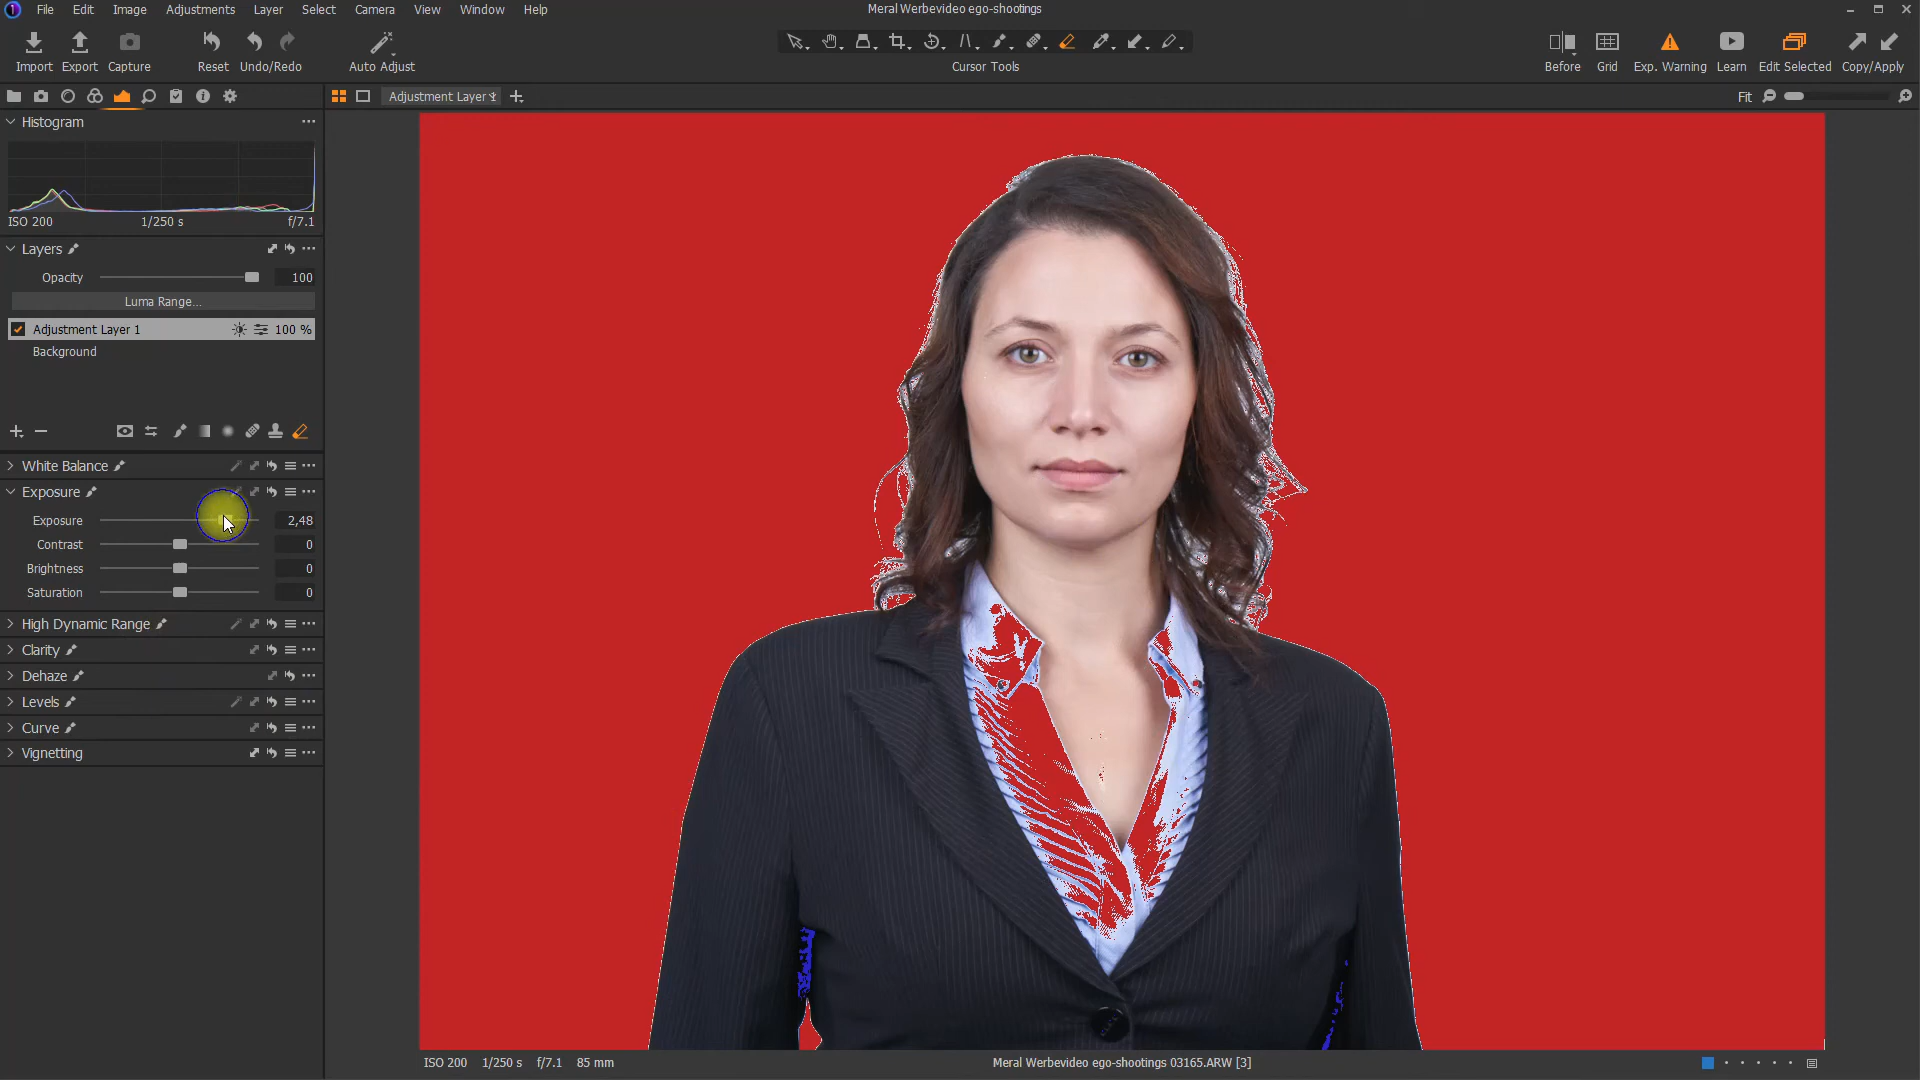 File Edit Image Adjustments Layer Select Camera View Window Help
Meral Werbevideo ego-shootings
Import Export Capture Reset Undo/Redo Auto Adjust
Cursor Tools
Before Grid Exp. Warning Learn Edit Selected Copy/Apply
Adjustment Layer 1
Fit
Histogram
ISO 200 1/250 s f/7.1
Layers
Opacity 100
Luma Range...
Adjustment Layer 1 100 %
Background
White Balance
Exposure
Exposure 2,48
Contrast 0
Brightness 0
Saturation 0
High Dynamic Range
Clarity
Dehaze
Levels
Curve
Vignetting
ISO 200 1/250 s f/7.1 85 mm
Meral Werbevideo ego-shootings 03165.ARW [3]